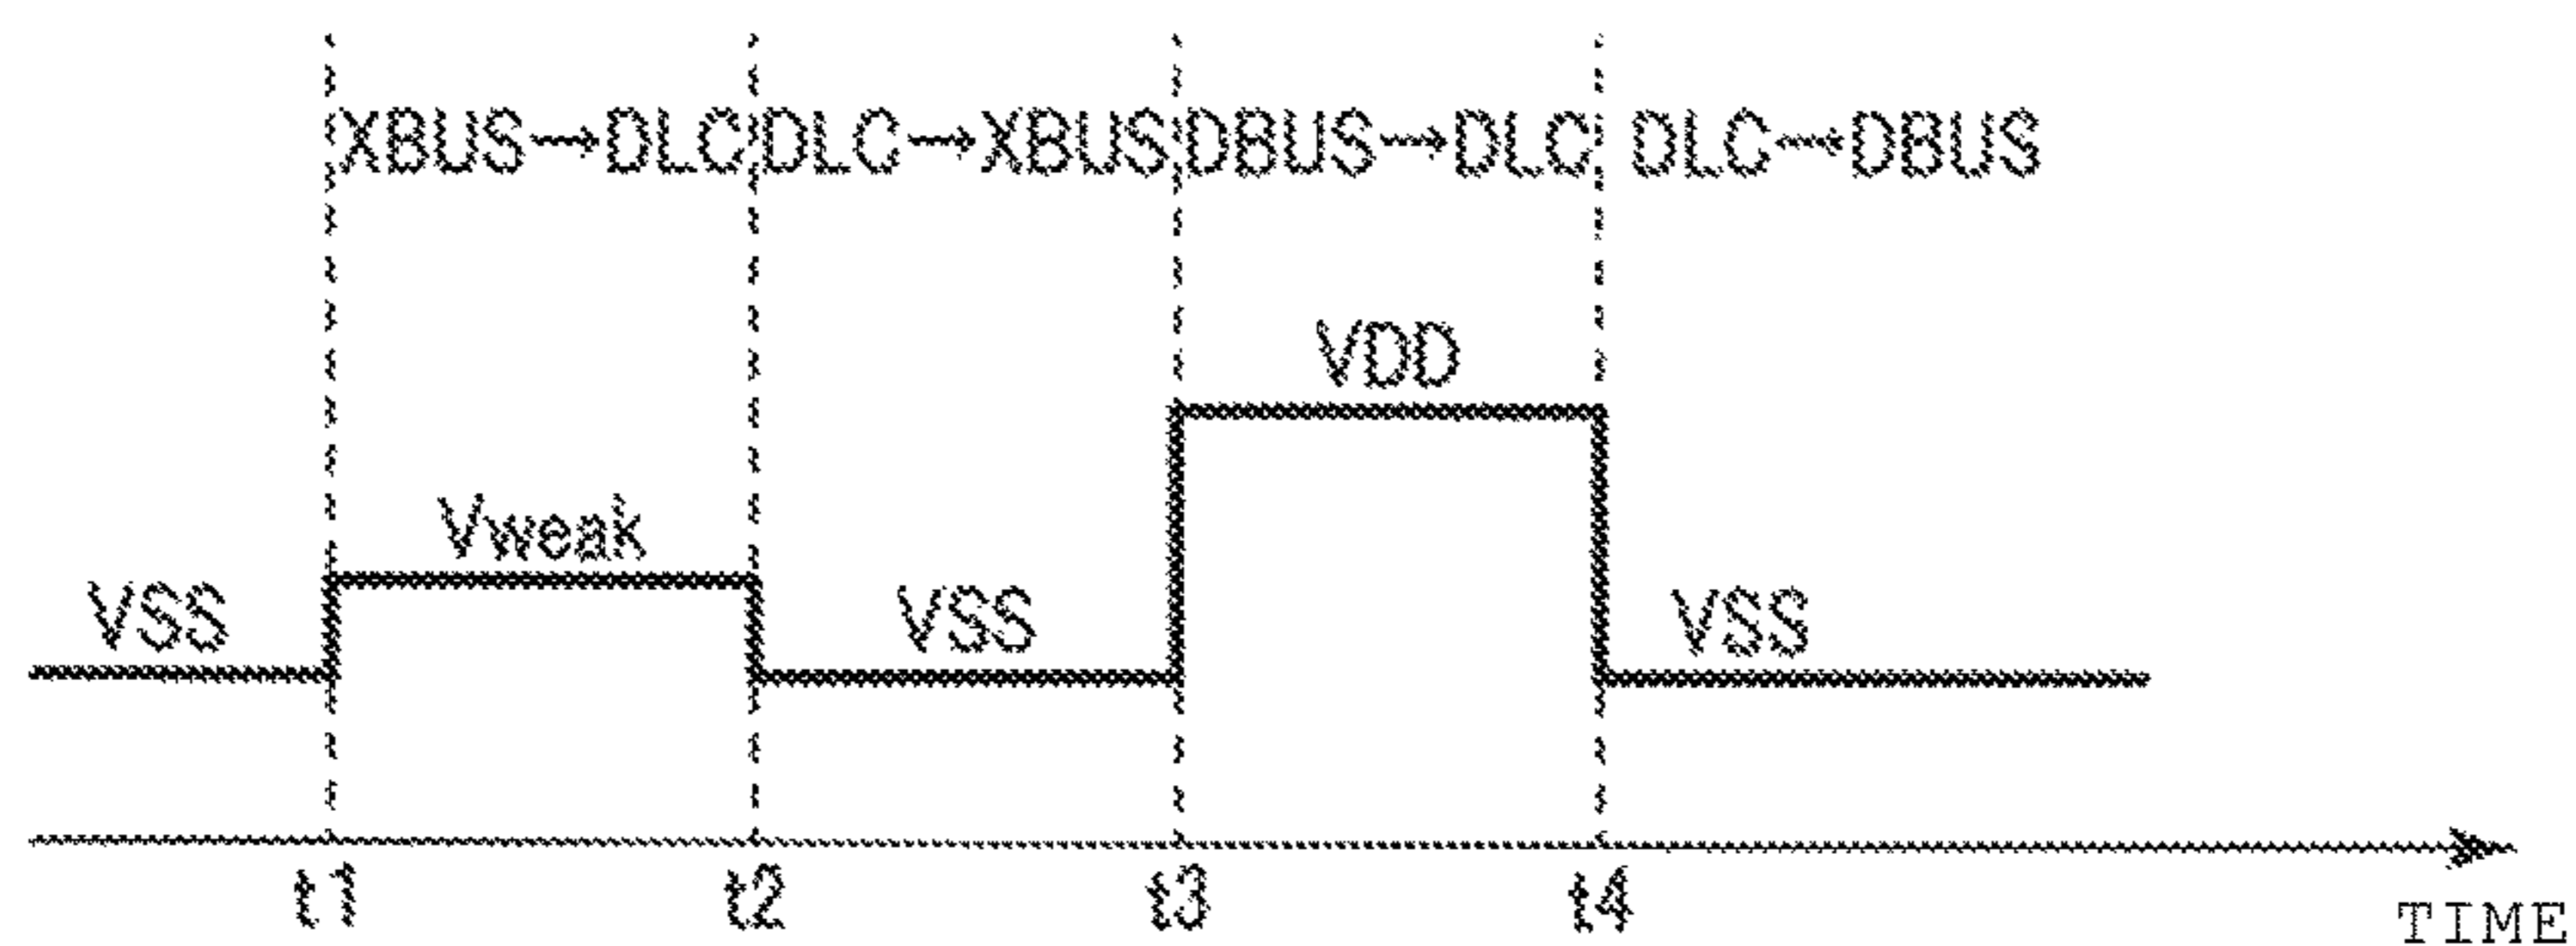 XBUS→DLC DLC→XBUS DBUS→DLC DLC→DBUS
VDD
Vweak
VSS VSS VSS
t1 t2 t3 t4
TIME